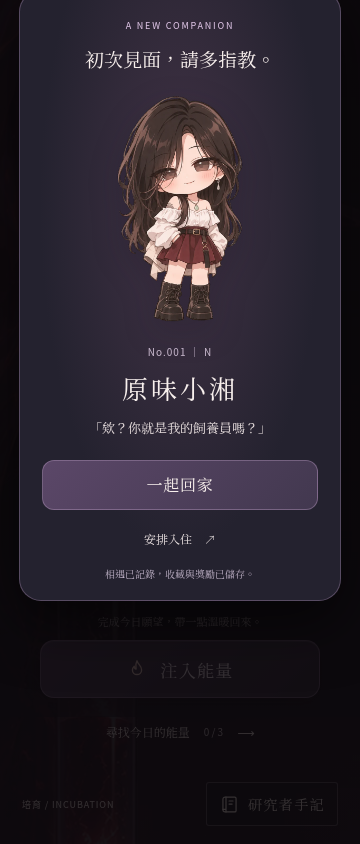 A NEW COMPANION
初次見面，請多指教。
No.001 | N
原味小湘
「欸？你就是我的飼養員嗎？」
一起回家
安排入住 ↗
相遇已記錄，收藏與獎勵已儲存。
注入能量
尋找今日的能量 0/3 →
培育 / INCUBATION
研究者手記